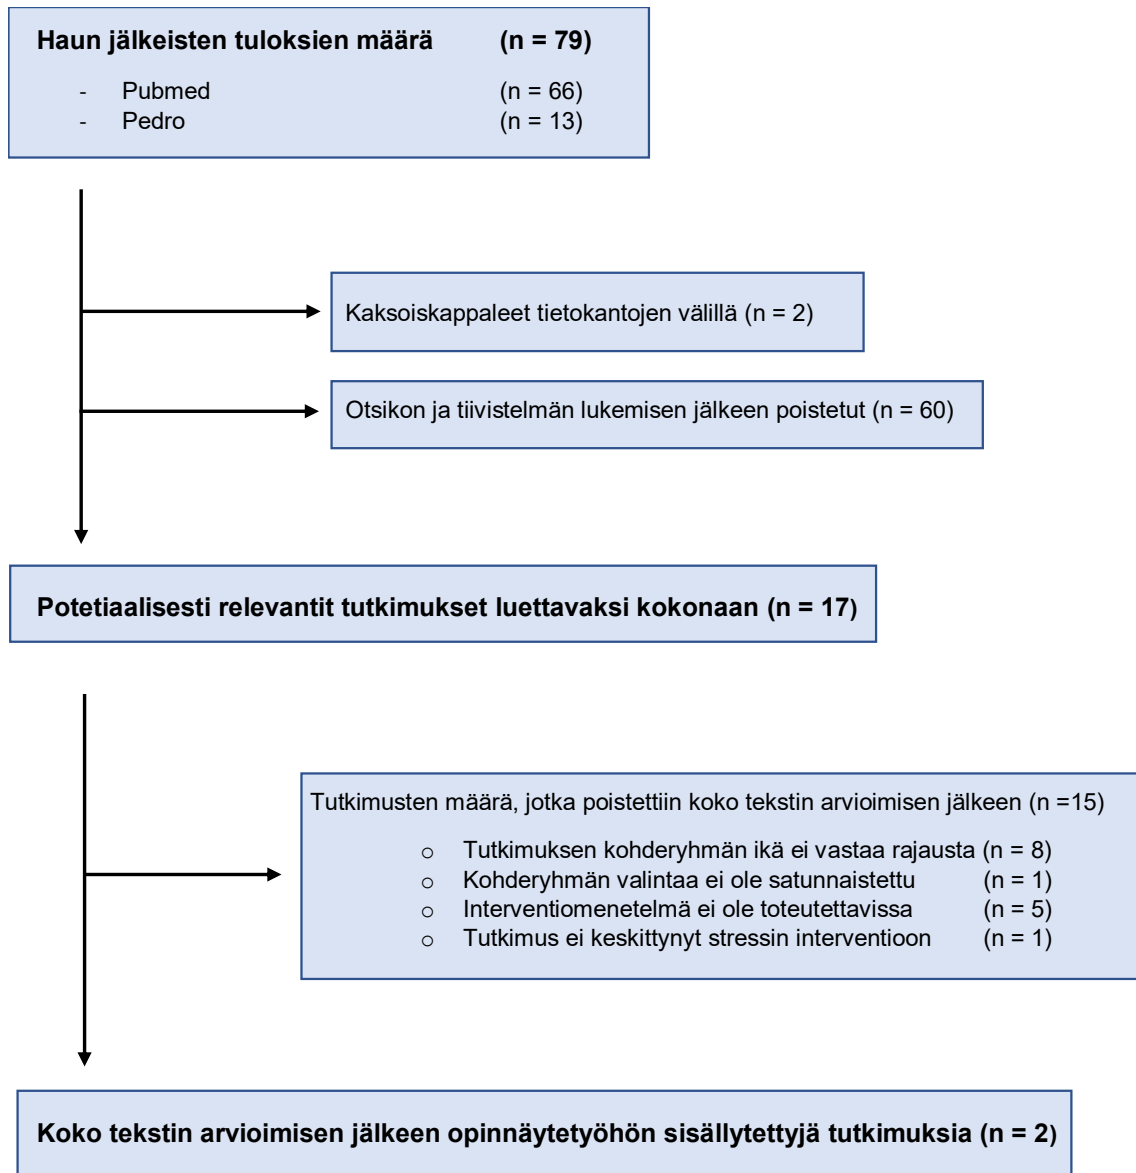 Haun jälkeisten tuloksien määrä (n = 79)
- Pubmed (n = 66)
- Pedro (n = 13)
Kaksoiskappaleet tietokantojen välillä (n = 2)
Otsikon ja tiivistelmän lukemisen jälkeen poistetut (n = 60)
Potetiaalisesti relevantit tutkimukset luettavaksi kokonaan (n = 17)
Tutkimusten määrä, jotka poistettiin koko tekstin arvioimisen jälkeen (n =15)
o Tutkimuksen kohderyhmän ikä ei vastaa rajausta (n = 8)
o Kohderyhmän valintaa ei ole satunnaistettu (n = 1)
o Interventiomenetelmä ei ole toteutettavissa (n = 5)
o Tutkimus ei keskittynyt stressin interventioon (n = 1)
Koko tekstin arvioimisen jälkeen opinnäytetyöhön sisällytettyjä tutkimuksia (n = 2)